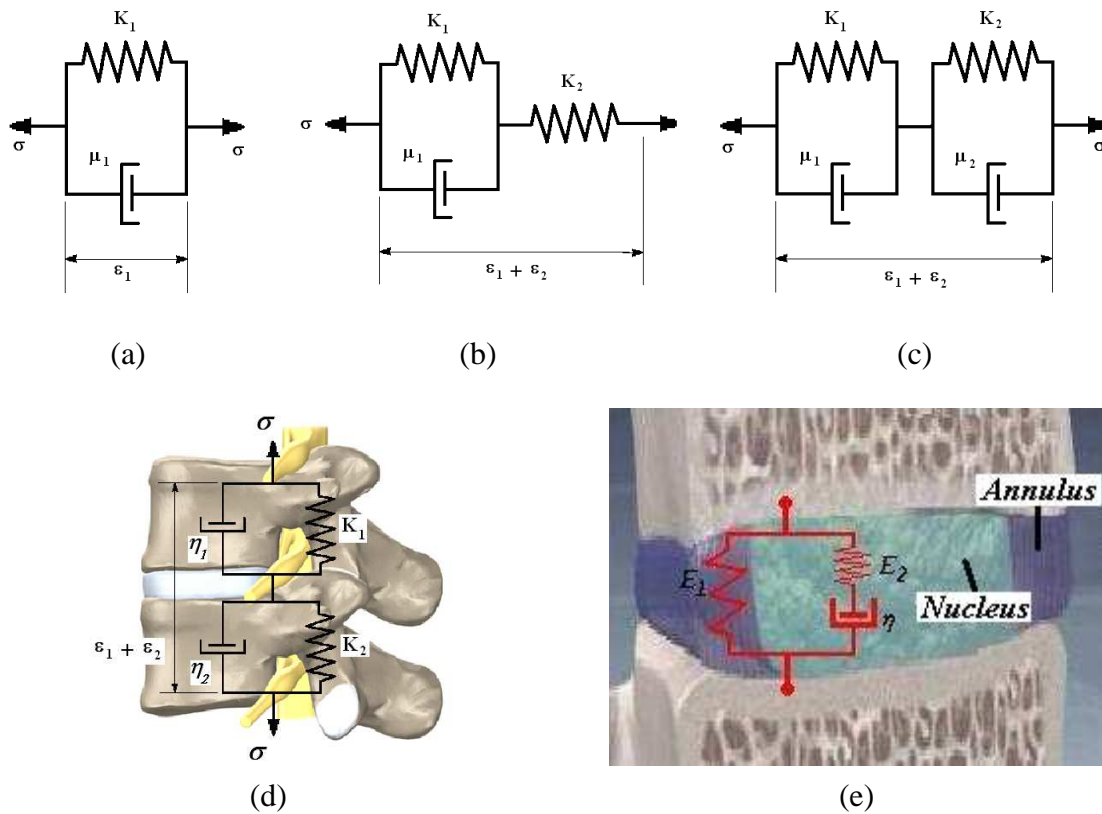 K₁
σ
σ
μ₁
ε₁
(a)
K₁
K₂
σ
μ₁
ε₁ + ε₂
(b)
K₁
K₂
σ
σ
μ₁
μ₂
ε₁ + ε₂
(c)
σ
K₁
η₁
ε₁ + ε₂
K₂
η₂
σ
(d)
Annulus
E₁
E₂
Nucleus
η
(e)